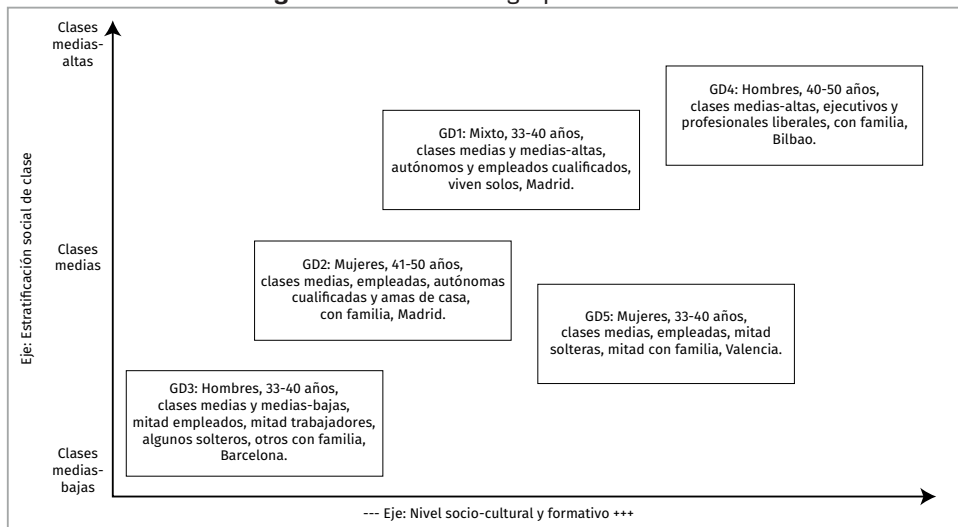 Clases
medias-
altas
GD4: Hombres, 40-50 años,
clases medias-altas, ejecutivos y
profesionales liberales, con familia,
Bilbao.
GD1: Mixto, 33-40 años,
clases medias y medias-altas,
autónomos y empleados cualificados,
viven solos, Madrid.
Eje: Estratificación social de clase
Clases
medias
GD2: Mujeres, 41-50 años,
clases medias, empleadas, autónomas
cualificadas y amas de casa,
con familia, Madrid.
GD5: Mujeres, 33-40 años,
clases medias, empleadas, mitad
solteras, mitad con familia, Valencia.
GD3: Hombres, 33-40 años,
clases medias y medias-bajas,
mitad empleados, mitad trabajadores,
algunos solteros, otros con familia,
Barcelona.
Clases
medias-
bajas
--- Eje: Nivel socio-cultural y formativo +++